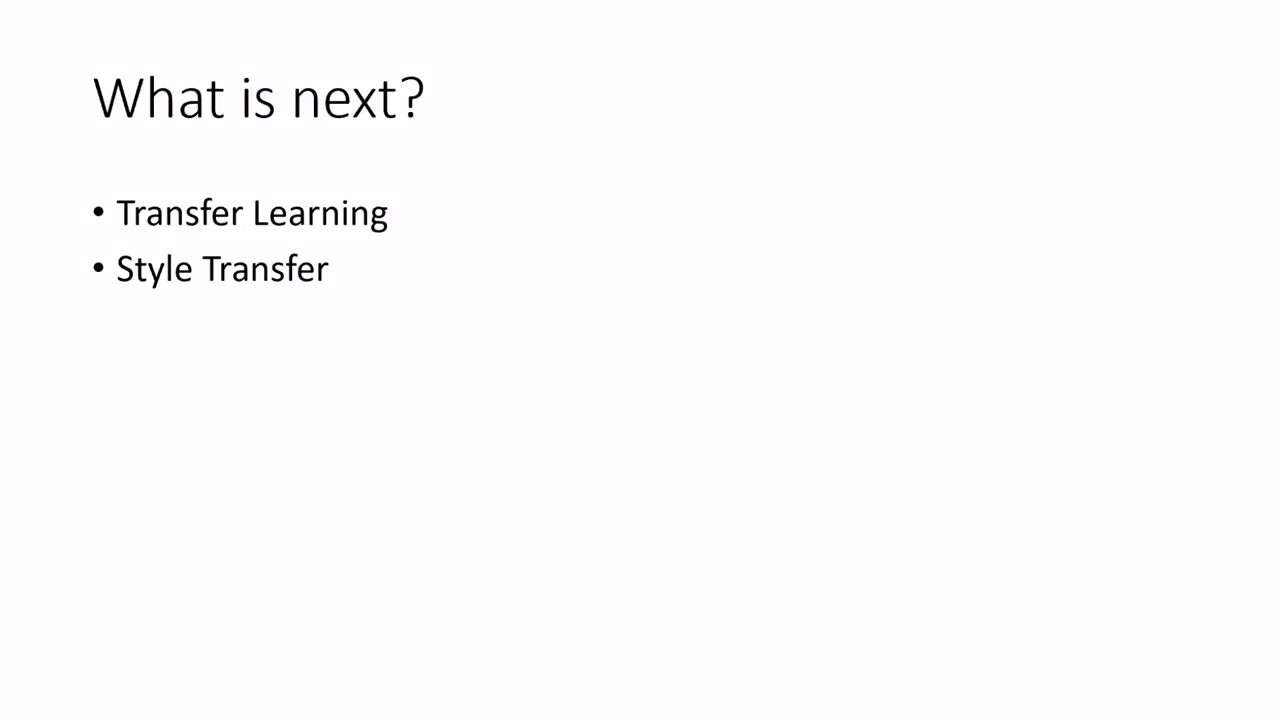 What is next?
• Transfer Learning
• Style Transfer